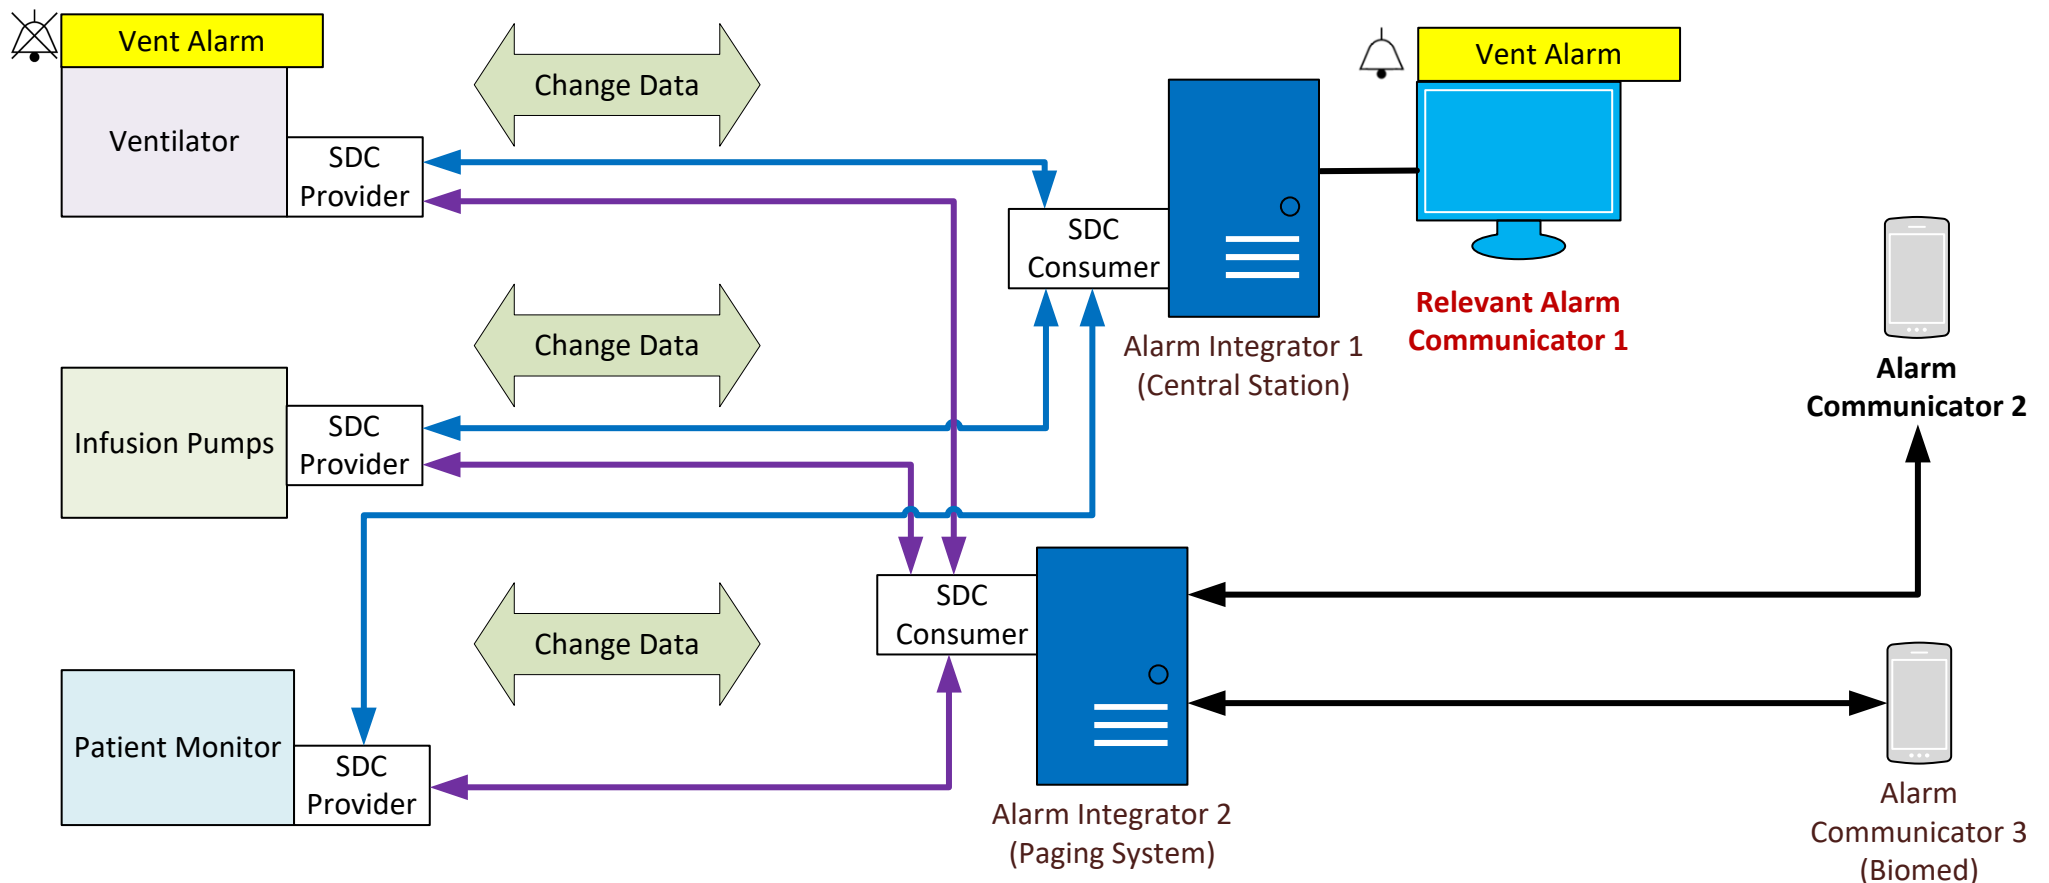 Vent Alarm
Ventilator
SDC
Provider
Change Data
Vent Alarm
SDC
Consumer
Relevant Alarm
Communicator 1
Alarm Integrator 1
(Central Station)
Change Data
Infusion Pumps
SDC
Provider
Alarm
Communicator 2
SDC
Consumer
Change Data
Patient Monitor
SDC
Provider
Alarm Integrator 2
(Paging System)
Alarm
Communicator 3
(Biomed)